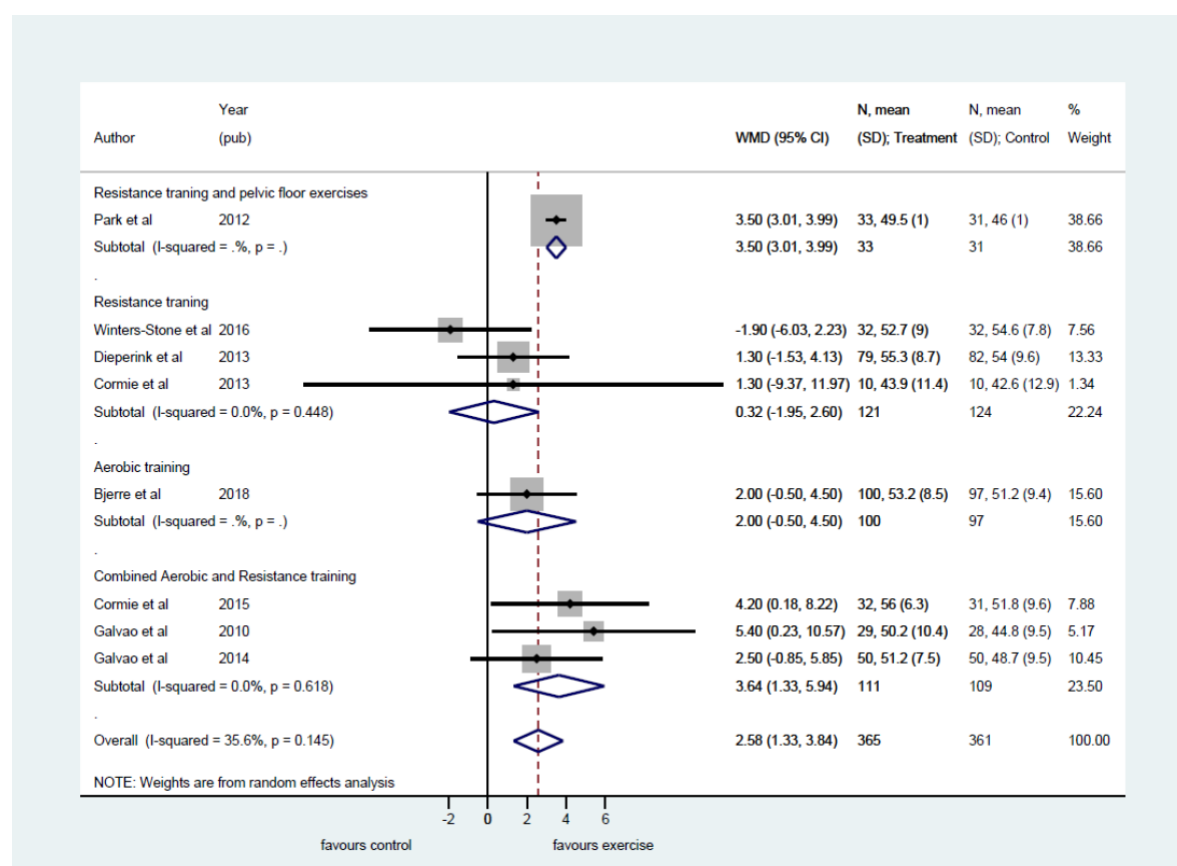 Year N, mean N, mean %
Author (pub) WMD (95% CI) (SD); Treatment (SD); Control Weight
Resistance traning and pelvic floor exercises
Park et al 2012 3.50 (3.01, 3.99) 33, 49.5 (1) 31, 46 (1) 38.66
Subtotal (I-squared = .%, p = .) 3.50 (3.01, 3.99) 33 31 38.66
.
Resistance traning
Winters-Stone et al 2016 -1.90 (-6.03, 2.23) 32, 52.7 (9) 32, 54.6 (7.8) 7.56
Dieperink et al 2013 1.30 (-1.53, 4.13) 79, 55.3 (8.7) 82, 54 (9.6) 13.33
Cormie et al 2013 1.30 (-9.37, 11.97) 10, 43.9 (11.4) 10, 42.6 (12.9) 1.34
Subtotal (I-squared = 0.0%, p = 0.448) 0.32 (-1.95, 2.60) 121 124 22.24
.
Aerobic training
Bjerre et al 2018 2.00 (-0.50, 4.50) 100, 53.2 (8.5) 97, 51.2 (9.4) 15.60
Subtotal (I-squared = .%, p = .) 2.00 (-0.50, 4.50) 100 97 15.60
.
Combined Aerobic and Resistance training
Cormie et al 2015 4.20 (0.18, 8.22) 32, 56 (6.3) 31, 51.8 (9.6) 7.88
Galvao et al 2010 5.40 (0.23, 10.57) 29, 50.2 (10.4) 28, 44.8 (9.5) 5.17
Galvao et al 2014 2.50 (-0.85, 5.85) 50, 51.2 (7.5) 50, 48.7 (9.5) 10.45
Subtotal (I-squared = 0.0%, p = 0.618) 3.64 (1.33, 5.94) 111 109 23.50
.
Overall (I-squared = 35.6%, p = 0.145) 2.58 (1.33, 3.84) 365 361 100.00
NOTE: Weights are from random effects analysis
-2 0 2 4 6
favours control favours exercise